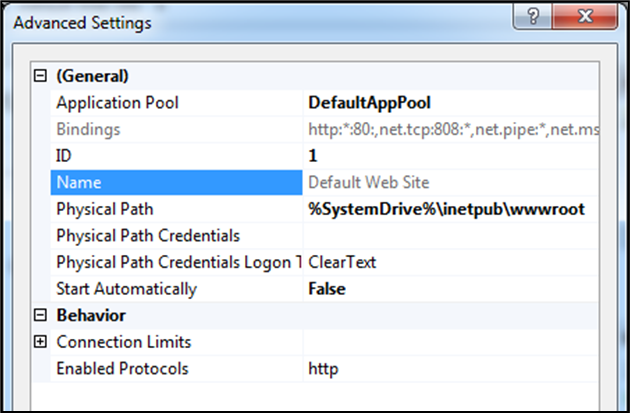 Advanced Settings
(General)
Application Pool DefaultAppPool
Bindings http:*:80:,net.tcp:808:*,net.pipe:*,net.ms
ID 1
Name Default Web Site
Physical Path %SystemDrive%\inetpub\wwwroot
Physical Path Credentials
Physical Path Credentials Logon T ClearText
Start Automatically False
Behavior
Connection Limits
Enabled Protocols http